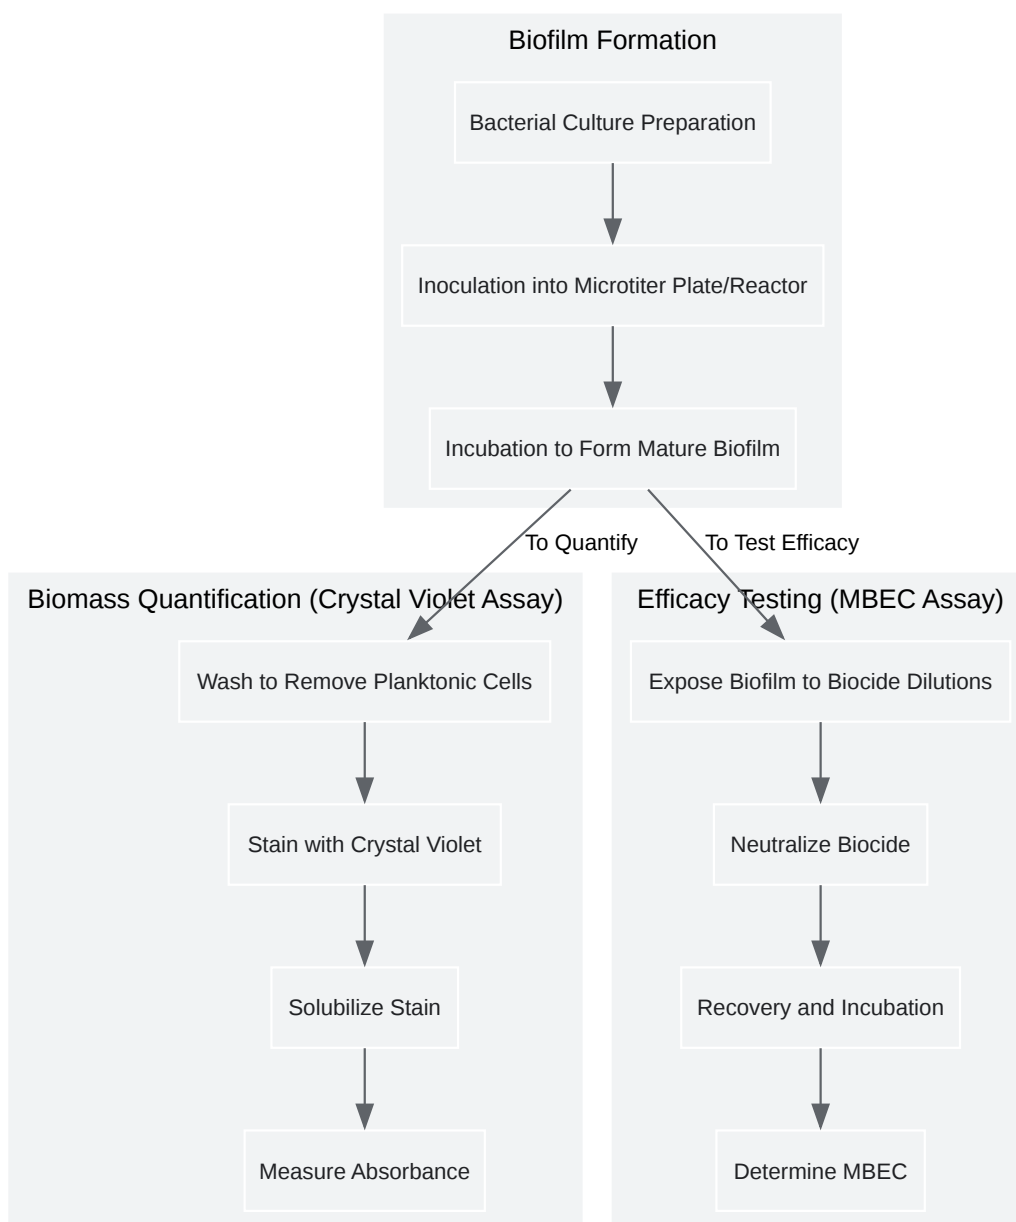 Biofilm Formation
Bacterial Culture Preparation
Inoculation into Microtiter Plate/Reactor
Incubation to Form Mature Biofilm
To Quantify
To Test Efficacy
Biomass Quantification (Crystal Violet Assay)
Wash to Remove Planktonic Cells
Stain with Crystal Violet
Solubilize Stain
Measure Absorbance
Efficacy Testing (MBEC Assay)
Expose Biofilm to Biocide Dilutions
Neutralize Biocide
Recovery and Incubation
Determine MBEC